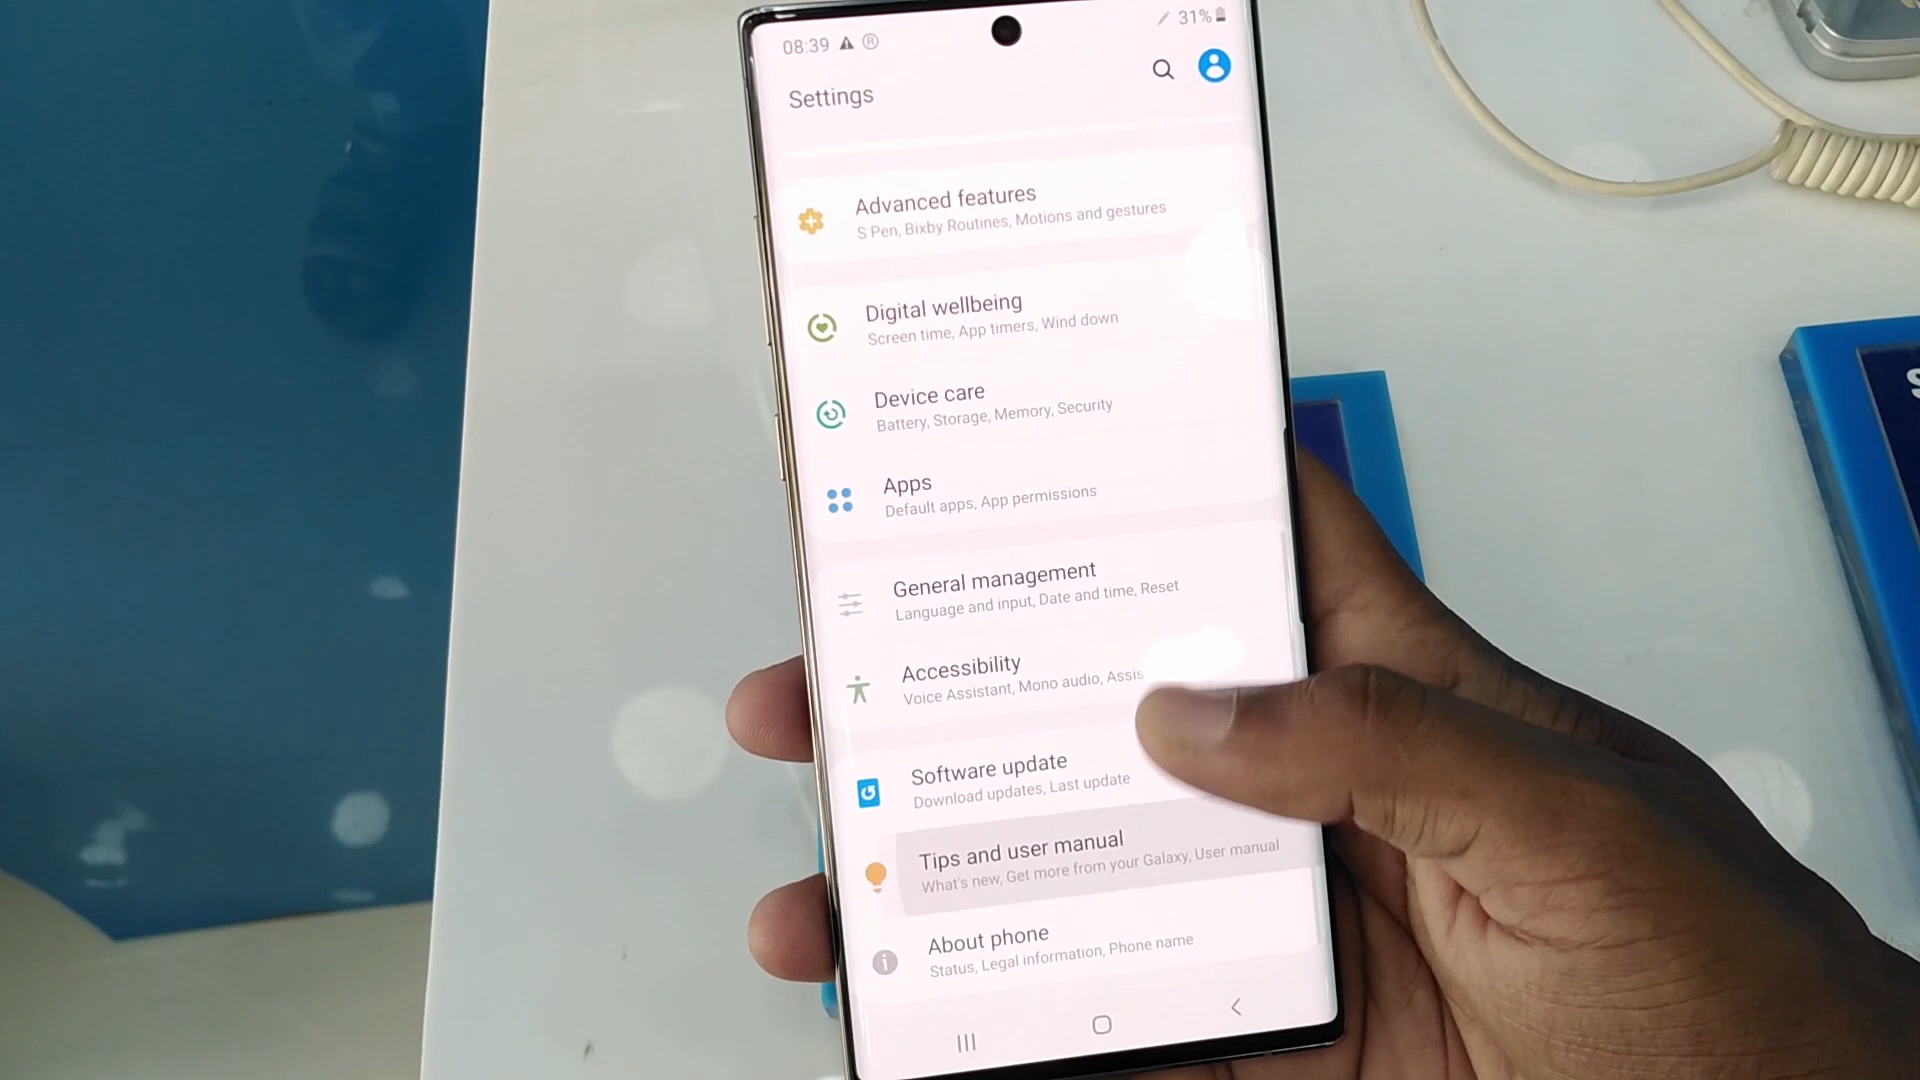 08:39
31%
Settings
Advanced features
S Pen, Bixby Routines, Motions and gestures
Digital wellbeing
Screen time, App timers, Wind down
Device care
Battery, Storage, Memory, Security
Apps
Default apps, App permissions
General management
Language and input, Date and time, Reset
Accessibility
Voice Assistant, Mono audio, Assis
Software update
Download updates, Last update
Tips and user manual
What's new, Get more from your Galaxy, User manual
About phone
Status, Legal information, Phone name